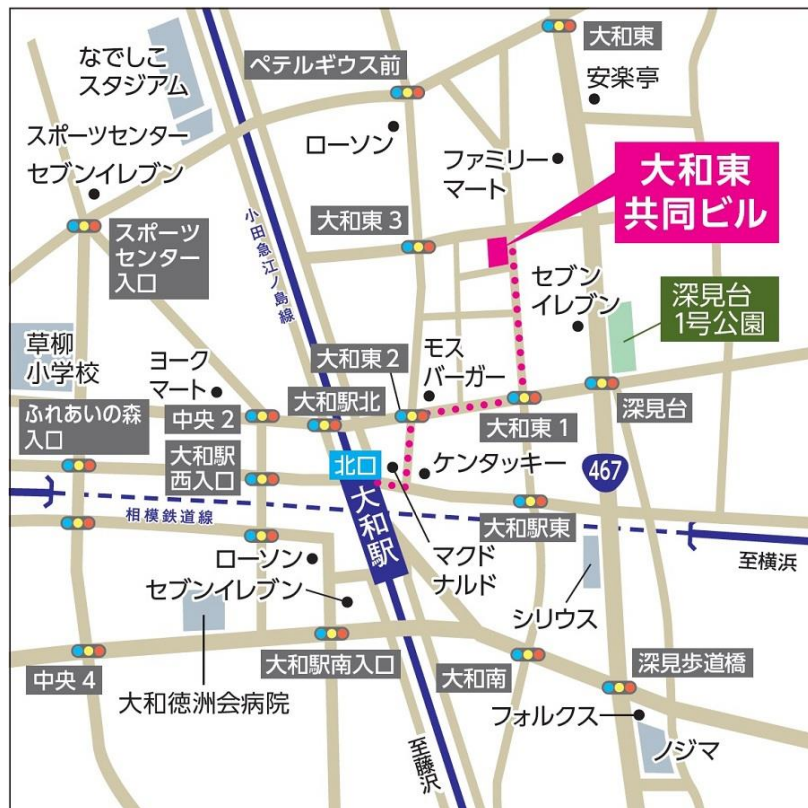 大和東
なでしこ
スタジアム
ペテルギウス前
安楽亭
スポーツセンター
セブンイレブン
ローソン
ファミリー
マート
大和東
共同ビル
スポーツ
センター
入口
小田急江ノ島線
大和東3
セブン
イレブン
深見台
1号公園
草柳
小学校
ヨーク
マート
大和東2
モス
バーガー
ふれあいの森
入口
中央2
大和駅北
大和東1
深見台
大和駅
西入口
北口
ケンタッキー
467
大和駅
相模鉄道線
大和駅東
至横浜
ローソン
マクド
ナルド
セブンイレブン
シリウス
中央4
大和駅南入口
大和南
深見歩道橋
大和徳洲会病院
フォルクス
至藤沢
ノジマ